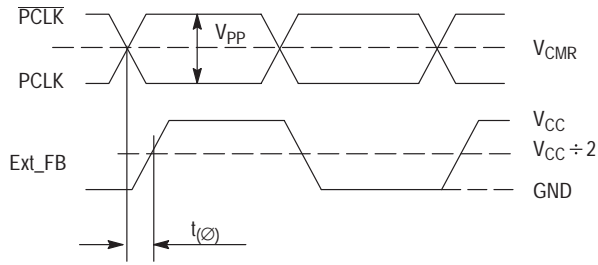 PCLK
V_PP
V_CMR
PCLK
V_CC
V_CC ÷ 2
Ext_FB
GND
t_(∅)